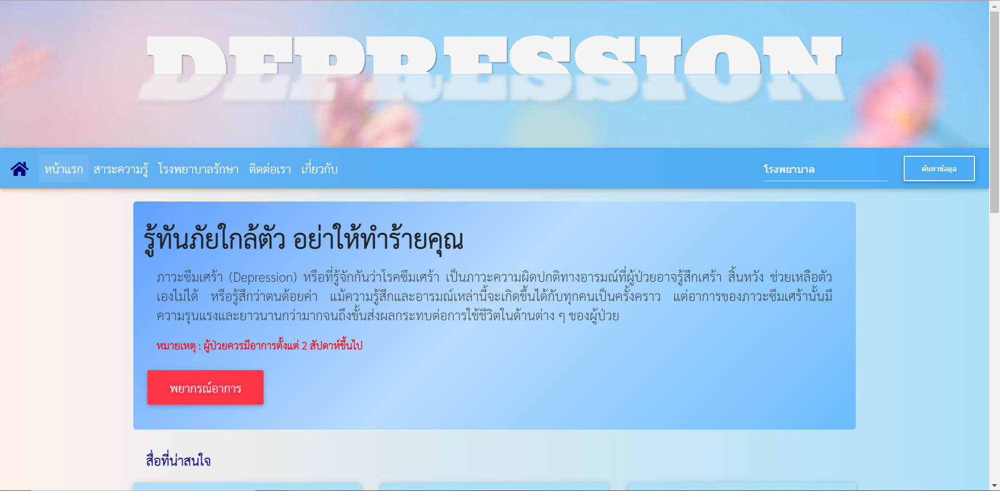 DEPRESSION
หน้าแรก สาระความรู้ โรงพยาบาลรักษา ติดต่อเรา เกี่ยวกับ โรงพยาบาล ค้นหาข้อมูล
รู้ทันภัยใกล้ตัว อย่าให้ทำร้ายคุณ
ภาวะซึมเศร้า (Depression) หรือที่รู้จักกันว่าโรคซึมเศร้า เป็นภาวะความผิดปกติทางอารมณ์ที่ผู้ป่วยอาจรู้สึกเศร้า สิ้นหวัง ช่วยเหลือตัว
เองไม่ได้ หรือรู้สึกว่าตนด้อยค่า แม้ความรู้สึกและอารมณ์เหล่านี้จะเกิดขึ้นได้กับทุกคนเป็นครั้งคราว แต่อาการของภาวะซึมเศร้านั้นมี
ความรุนแรงและยาวนานกว่ามากจนถึงขั้นส่งผลกระทบต่อการใช้ชีวิตในด้านต่าง ๆ ของผู้ป่วย
หมายเหตุ : ผู้ป่วยควรมีอาการตั้งแต่ 2 สัปดาห์ขึ้นไป
พยากรณ์อาการ
สื่อที่น่าสนใจ